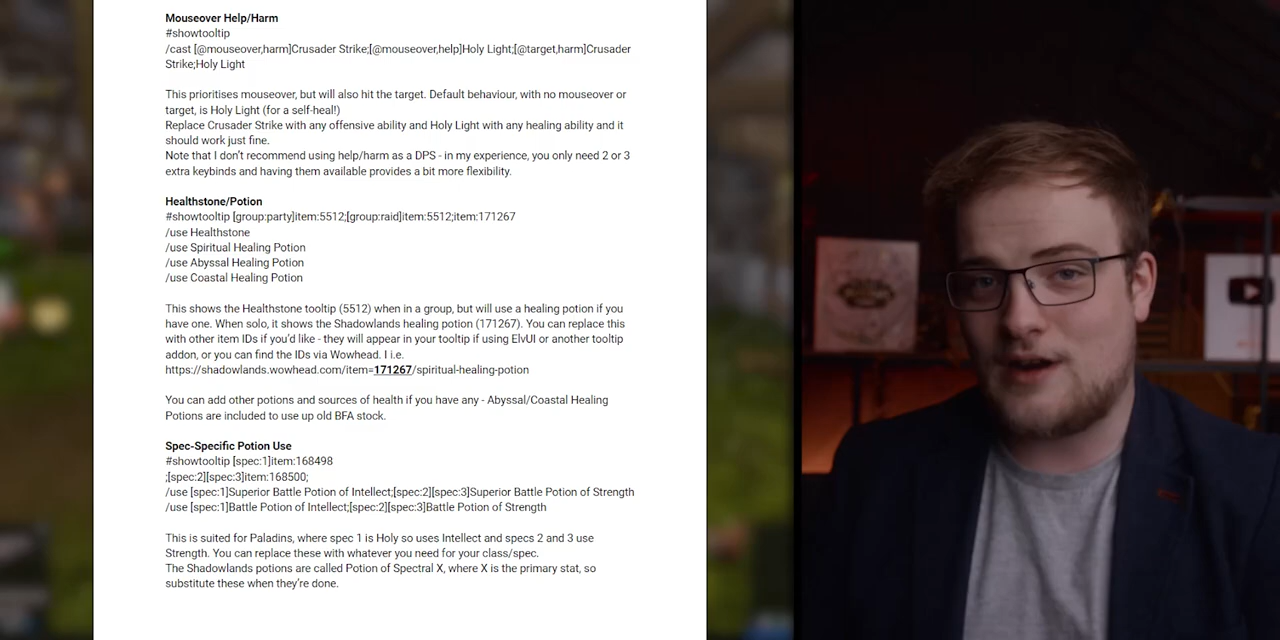 Mouseover Help/Harm
#showtooltip
/cast [@mouseover,harm]Crusader Strike;[@mouseover,help]Holy Light;[@target,harm]Crusader
Strike;Holy Light
This prioritises mouseover, but will also hit the target. Default behaviour, with no mouseover or
target, is Holy Light (for a self-heal!)
Replace Crusader Strike with any offensive ability and Holy Light with any healing ability and it
should work just fine.
Note that I don't recommend using help/harm as a DPS - in my experience, you only need 2 or 3
extra keybinds and having them available provides a bit more flexibility.
Healthstone/Potion
#showtooltip [group:party]item:5512;[group:raid]item:5512;item:171267
/use Healthstone
/use Spiritual Healing Potion
/use Abyssal Healing Potion
/use Coastal Healing Potion
This shows the Healthstone tooltip (5512) when in a group, but will use a healing potion if you
have one. When solo, it shows the Shadowlands healing potion (171267). You can replace this
with other item IDs if you'd like - they will appear in your tooltip if using ElvUI or another tooltip
addon, or you can find the IDs via Wowhead. I i.e.
https://shadowlands.wowhead.com/item=171267/spiritual-healing-potion
You can add other potions and sources of health if you have any - Abyssal/Coastal Healing
Potions are included to use up old BFA stock.
Spec-Specific Potion Use
#showtooltip [spec:1]item:168498
;[spec:2][spec:3]item:168500;
/use [spec:1]Superior Battle Potion of Intellect;[spec:2][spec:3]Superior Battle Potion of Strength
/use [spec:1]Battle Potion of Intellect;[spec:2][spec:3]Battle Potion of Strength
This is suited for Paladins, where spec 1 is Holy so uses Intellect and specs 2 and 3 use
Strength. You can replace these with whatever you need for your class/spec.
The Shadowlands potions are called Potion of Spectral X, where X is the primary stat, so
substitute these when they're done.